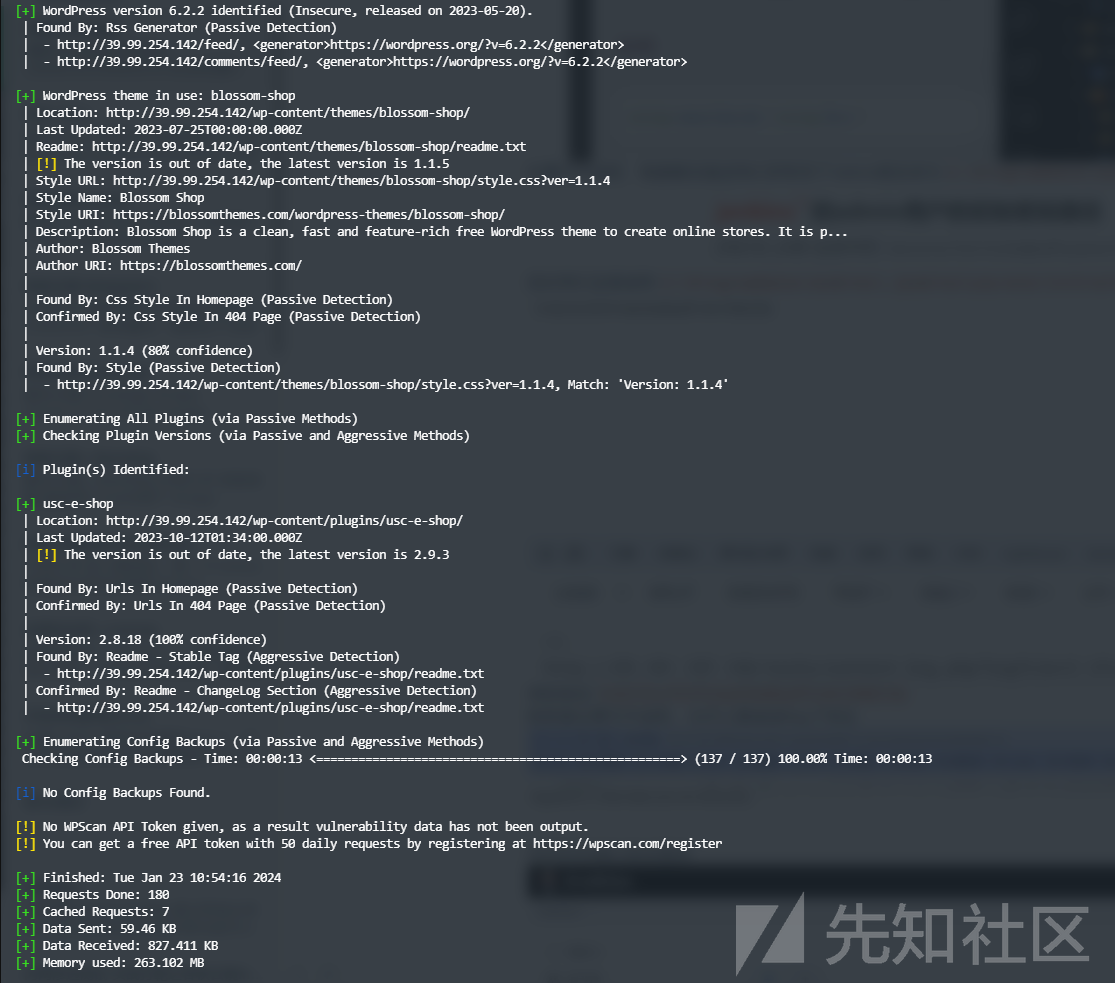 [+] WordPress version 6.2.2 identified (Insecure, released on 2023-05-20).
| Found By: Rss Generator (Passive Detection)
|  - http://39.99.254.142/feed/, <generator>https://wordpress.org/?v=6.2.2</generator>
|  - http://39.99.254.142/comments/feed/, <generator>https://wordpress.org/?v=6.2.2</generator>
[+] WordPress theme in use: blossom-shop
| Location: http://39.99.254.142/wp-content/themes/blossom-shop/
| Last Updated: 2023-07-25T00:00:00.000Z
| Readme: http://39.99.254.142/wp-content/themes/blossom-shop/readme.txt
| [!] The version is out of date, the latest version is 1.1.5
| Style URL: http://39.99.254.142/wp-content/themes/blossom-shop/style.css?ver=1.1.4
| Style Name: Blossom Shop
| Style URI: https://blossomthemes.com/wordpress-themes/blossom-shop/
| Description: Blossom Shop is a clean, fast and feature-rich free WordPress theme to create online stores. It is p...
| Author: Blossom Themes
| Author URI: https://blossomthemes.com/
|
| Found By: Css Style In Homepage (Passive Detection)
| Confirmed By: Css Style In 404 Page (Passive Detection)
|
| Version: 1.1.4 (80% confidence)
| Found By: Style (Passive Detection)
|  - http://39.99.254.142/wp-content/themes/blossom-shop/style.css?ver=1.1.4, Match: 'Version: 1.1.4'
[+] Enumerating All Plugins (via Passive Methods)
[+] Checking Plugin Versions (via Passive and Aggressive Methods)
[i] Plugin(s) Identified:
[+] usc-e-shop
| Location: http://39.99.254.142/wp-content/plugins/usc-e-shop/
| Last Updated: 2023-10-12T01:34:00.000Z
| [!] The version is out of date, the latest version is 2.9.3
|
| Found By: Urls In Homepage (Passive Detection)
| Confirmed By: Urls In 404 Page (Passive Detection)
|
| Version: 2.8.18 (100% confidence)
| Found By: Readme - Stable Tag (Aggressive Detection)
|  - http://39.99.254.142/wp-content/plugins/usc-e-shop/readme.txt
| Confirmed By: Readme - ChangeLog Section (Aggressive Detection)
|  - http://39.99.254.142/wp-content/plugins/usc-e-shop/readme.txt
[+] Enumerating Config Backups (via Passive and Aggressive Methods)
Checking Config Backups - Time: 00:00:13 <====================================================> (137 / 137) 100.00% Time: 00:00:13
[i] No Config Backups Found.
[!] No WPScan API Token given, as a result vulnerability data has not been output.
[!] You can get a free API token with 50 daily requests by registering at https://wpscan.com/register
[+] Finished: Tue Jan 23 10:54:16 2024
[+] Requests Done: 180
[+] Cached Requests: 7
[+] Data Sent: 59.46 KB
[+] Data Received: 827.411 KB
[+] Memory used: 263.102 MB
先知社区